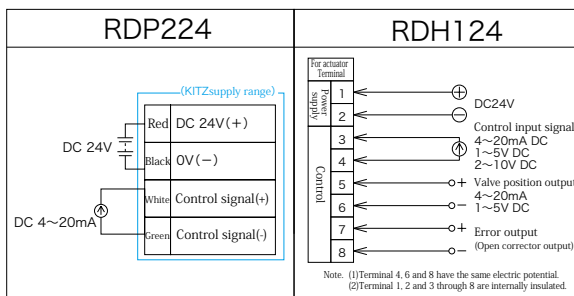 RDP224
(KITZsupply range)
DC 24V
Red
DC 24V(+)
Black
0V(−)
DC 4~20mA
White
Control signal(+)
Green
Control signal(-)
RDH124
For actuator
Terminal
Power
supply
1
2
⊕
⊖
DC24V
Control
3
4
Control input signal
4~20mA DC
1~5V DC
2~10V DC
5
6
+
−
Valve position output
4~20mA
1~5V DC
7
8
+
−
Error output
(Open corrector output)
Note. (1)Terminal 4, 6 and 8 have the same electric potential.
(2)Terminal 1, 2 and 3 through 8 are internally insulated.